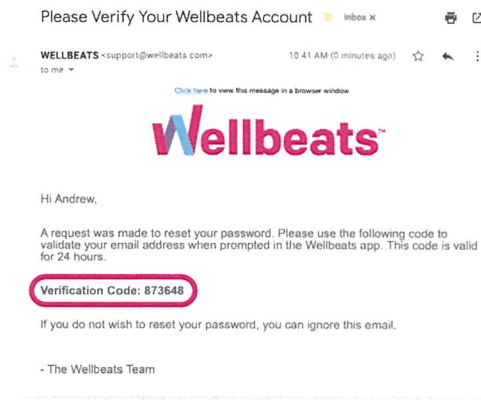 Please Verify Your Wellbeats Account Inbox x
WELLBEATS <support@wellbeats.com> 10:41 AM (0 minutes ago)
to me
Click here to view this message in a browser window
Wellbeats™
Hi Andrew,
A request was made to reset your password. Please use the following code to
validate your email address when prompted in the Wellbeats app. This code is valid
for 24 hours.
Verification Code: 873648
If you do not wish to reset your password, you can ignore this email.
- The Wellbeats Team